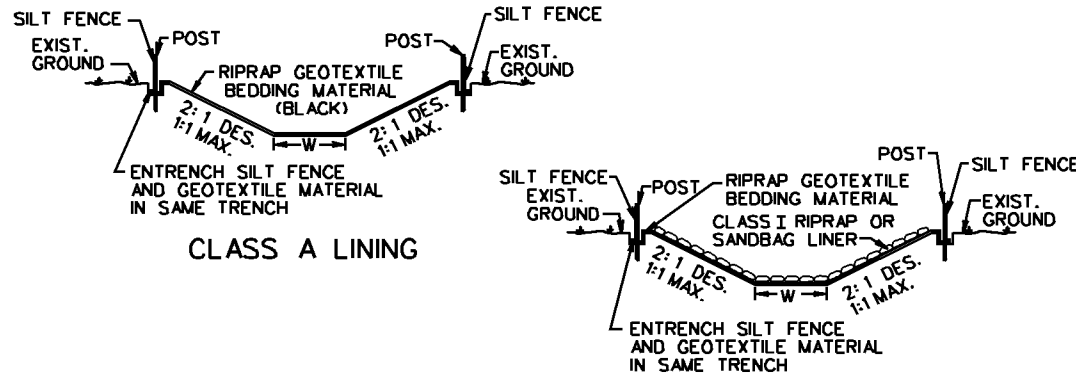 SILT FENCE
POST
EXIST.
GROUND
RIPRAP GEOTEXTILE
BEDDING MATERIAL
(BLACK)
POST
SILT FENCE
EXIST.
GROUND
2:1 DES.
1:1 MAX.
W
2:1 DES.
1:1 MAX.
ENTRENCH SILT FENCE
AND GEOTEXTILE MATERIAL
IN SAME TRENCH
CLASS A LINING
SILT FENCE
POST
EXIST.
GROUND
RIPRAP GEOTEXTILE
BEDDING MATERIAL
CLASS I RIPRAP OR
SANDBAG LINER
POST
SILT FENCE
EXIST.
GROUND
2:1 DES.
1:1 MAX.
W
2:1 DES.
1:1 MAX.
ENTRENCH SILT FENCE
AND GEOTEXTILE MATERIAL
IN SAME TRENCH